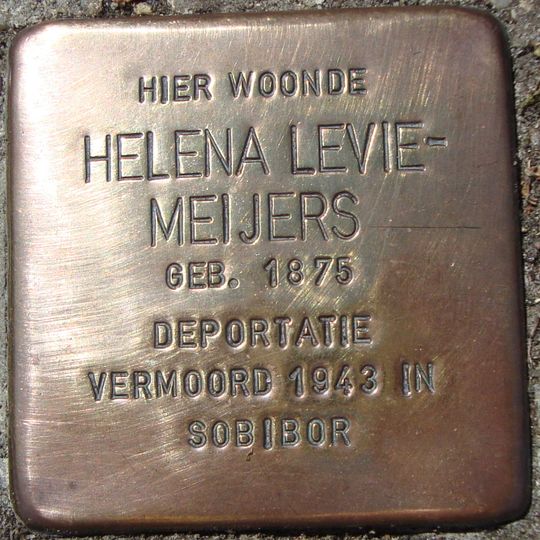 HIER WOONDE
HELENA LEVIE-
MEIJERS
GEB. 1875
DEPORTATIE
VERMOORD 1943 IN
SOBIBOR